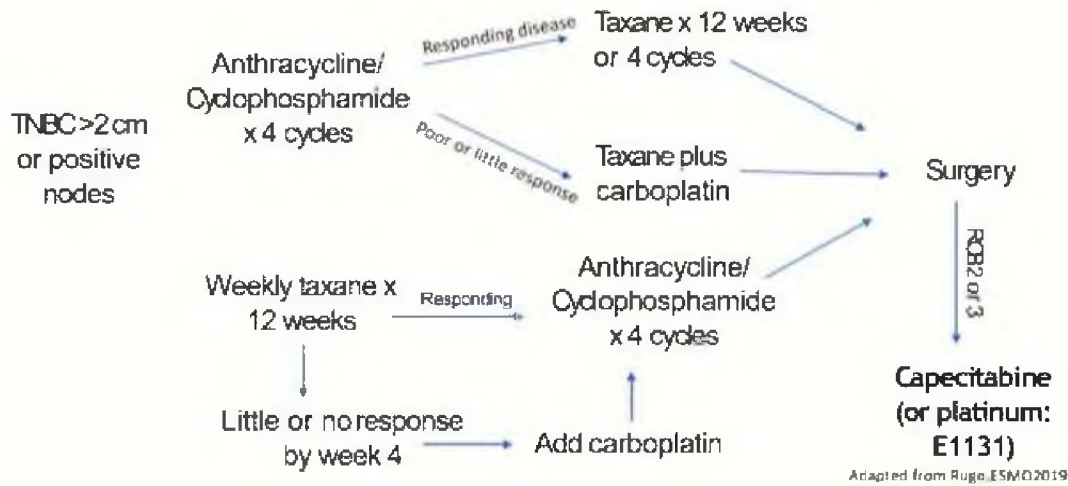 TNBC >2 cm
or positive
nodes
Anthracycline/
Cyclophosphamide
x 4 cycles
Responding disease
Poor or little response
Taxane x 12 weeks
or 4 cycles
Taxane plus
carboplatin
Surgery
Weekly taxane x
12 weeks
Responding
Anthracycline/
Cyclophosphamide
x 4 cycles
Little or no response
by week 4
Add carboplatin
RCB2 or 3
Capecitabine
(or platinum:
E1131)
Adapted from Rugo, ESMO2019